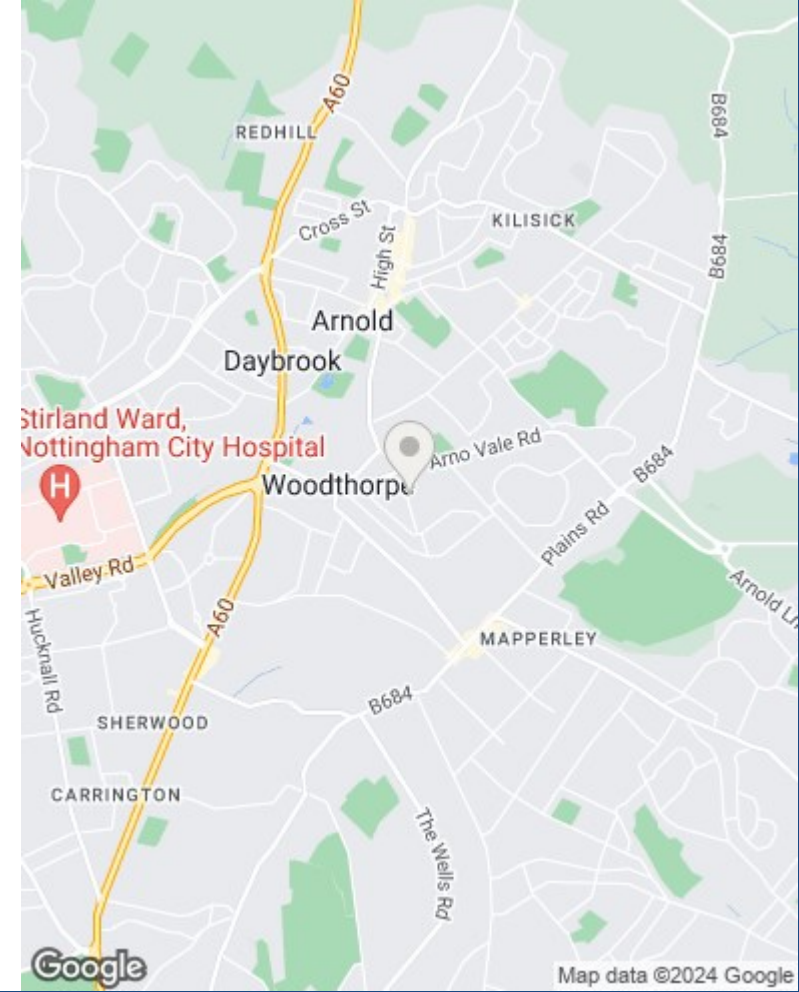 A60
B684
REDHILL
Cross St
KILISICK
High St
B684
Arnold
Daybrook
Stirland Ward,
Nottingham City Hospital
H
Arno Vale Rd
B684
Woodthorpe
Plains Rd
Valley Rd
Arnold Ln
Hucknall Rd
A60
MAPPERLEY
B684
SHERWOOD
CARRINGTON
The Wells Rd
Google
Map data ©2024 Google